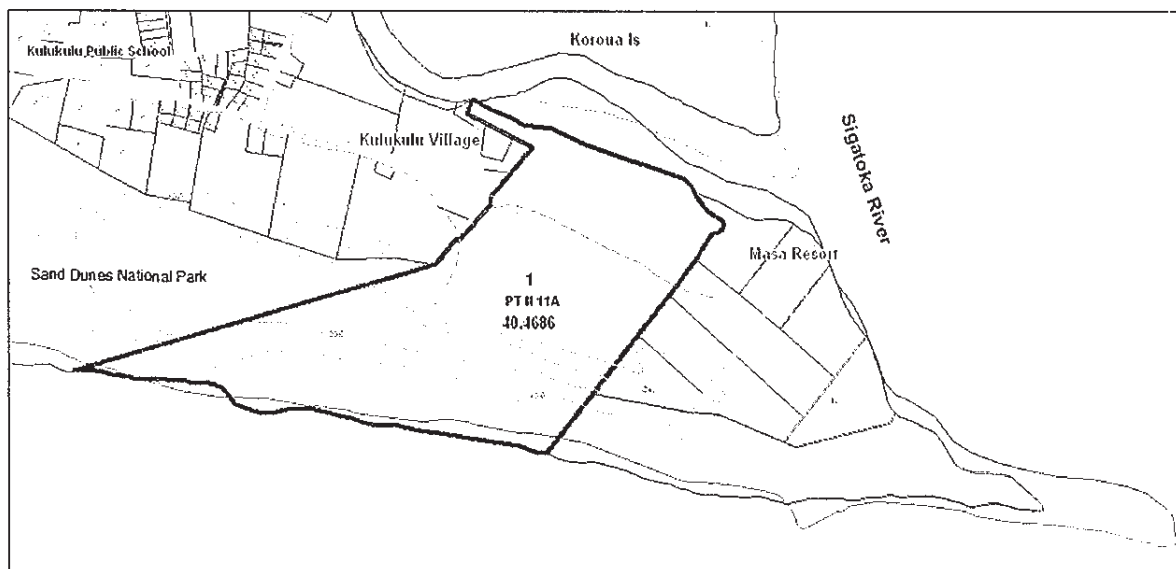 Koroua Is
Kulukulu Public School
Kulukulu Village
Sigatoka River
Masa Resort
Sand Dunes National Park
1
PT # 11A
40.4686